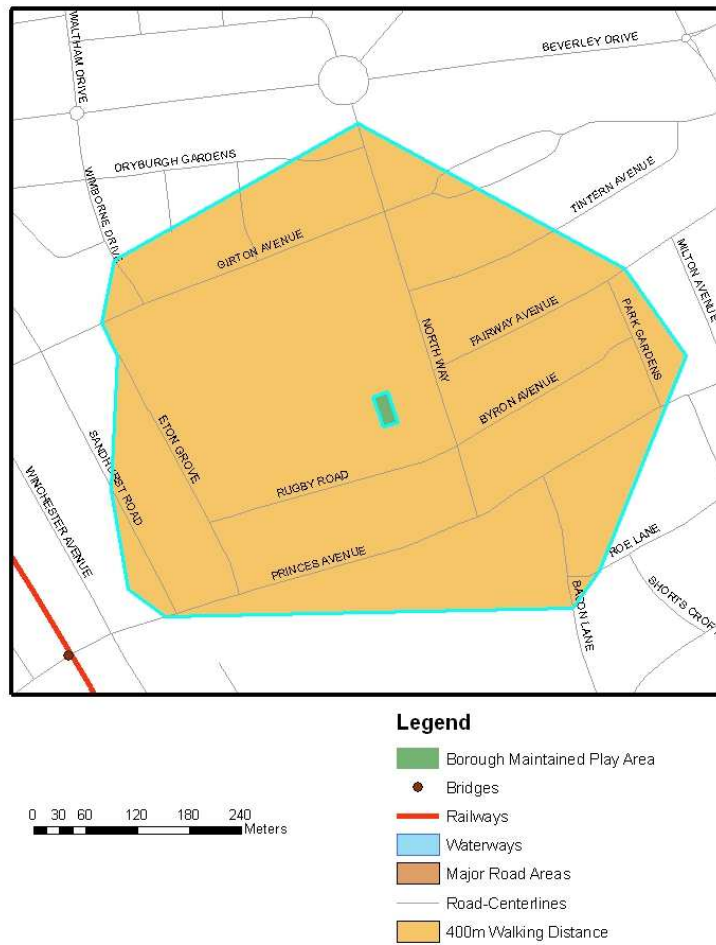 WALTHAM DRIVE
BEVERLEY DRIVE
DRYBURGH GARDENS
WIMBORNE DRIVE
TINTERN AVENUE
GIRTON AVENUE
MILTON AVENUE
FAIRWAY AVENUE
PARK GARDENS
NORTH WAY
BYRON AVENUE
ETON GROVE
SANDHURST ROAD
WINCHESTER AVENUE
RUGBY ROAD
PRINCES AVENUE
ROE LANE
BACON LANE
SHORTS CROFT
Legend
Borough Maintained Play Area
Bridges
Railways
Waterways
Major Road Areas
Road-Centerlines
400m Walking Distance
0 30 60 120 180 240
Meters